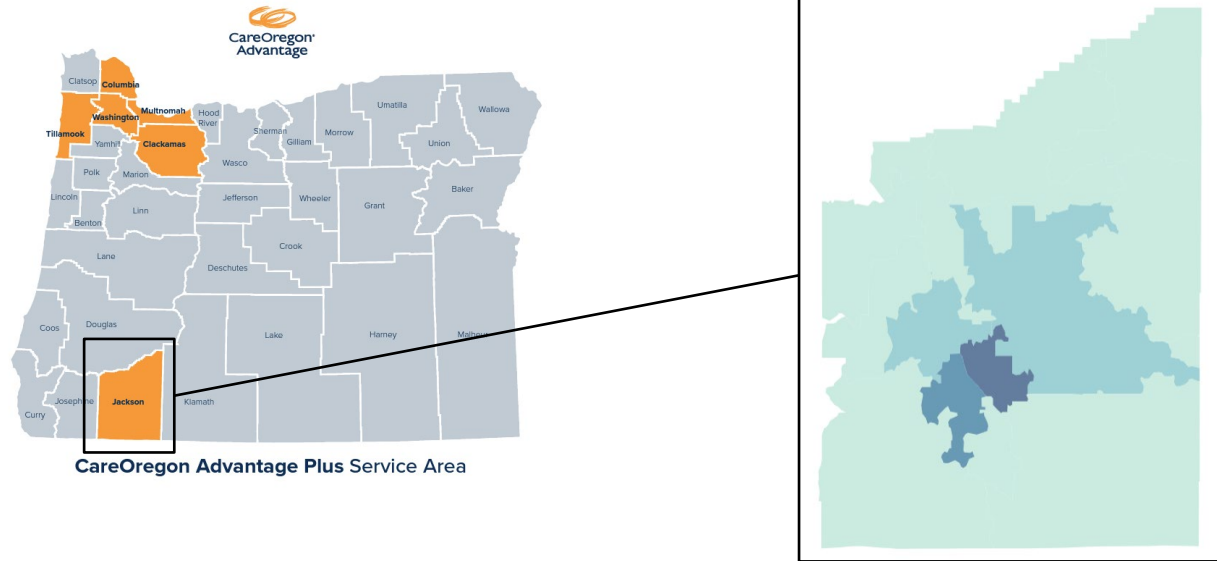 CareOregon®
Advantage
Clatsop
Columbia
Tillamook
Washington
Multnomah
Hood
River
Clackamas
Yamhill
Polk
Marion
Lincoln
Benton
Linn
Lane
Sherman
Gilliam
Morrow
Umatilla
Union
Wallowa
Wasco
Jefferson
Wheeler
Grant
Baker
Crook
Deschutes
Coos
Douglas
Lake
Harney
Malheur
Curry
Josephine
Jackson
Klamath
CareOregon Advantage Plus Service Area